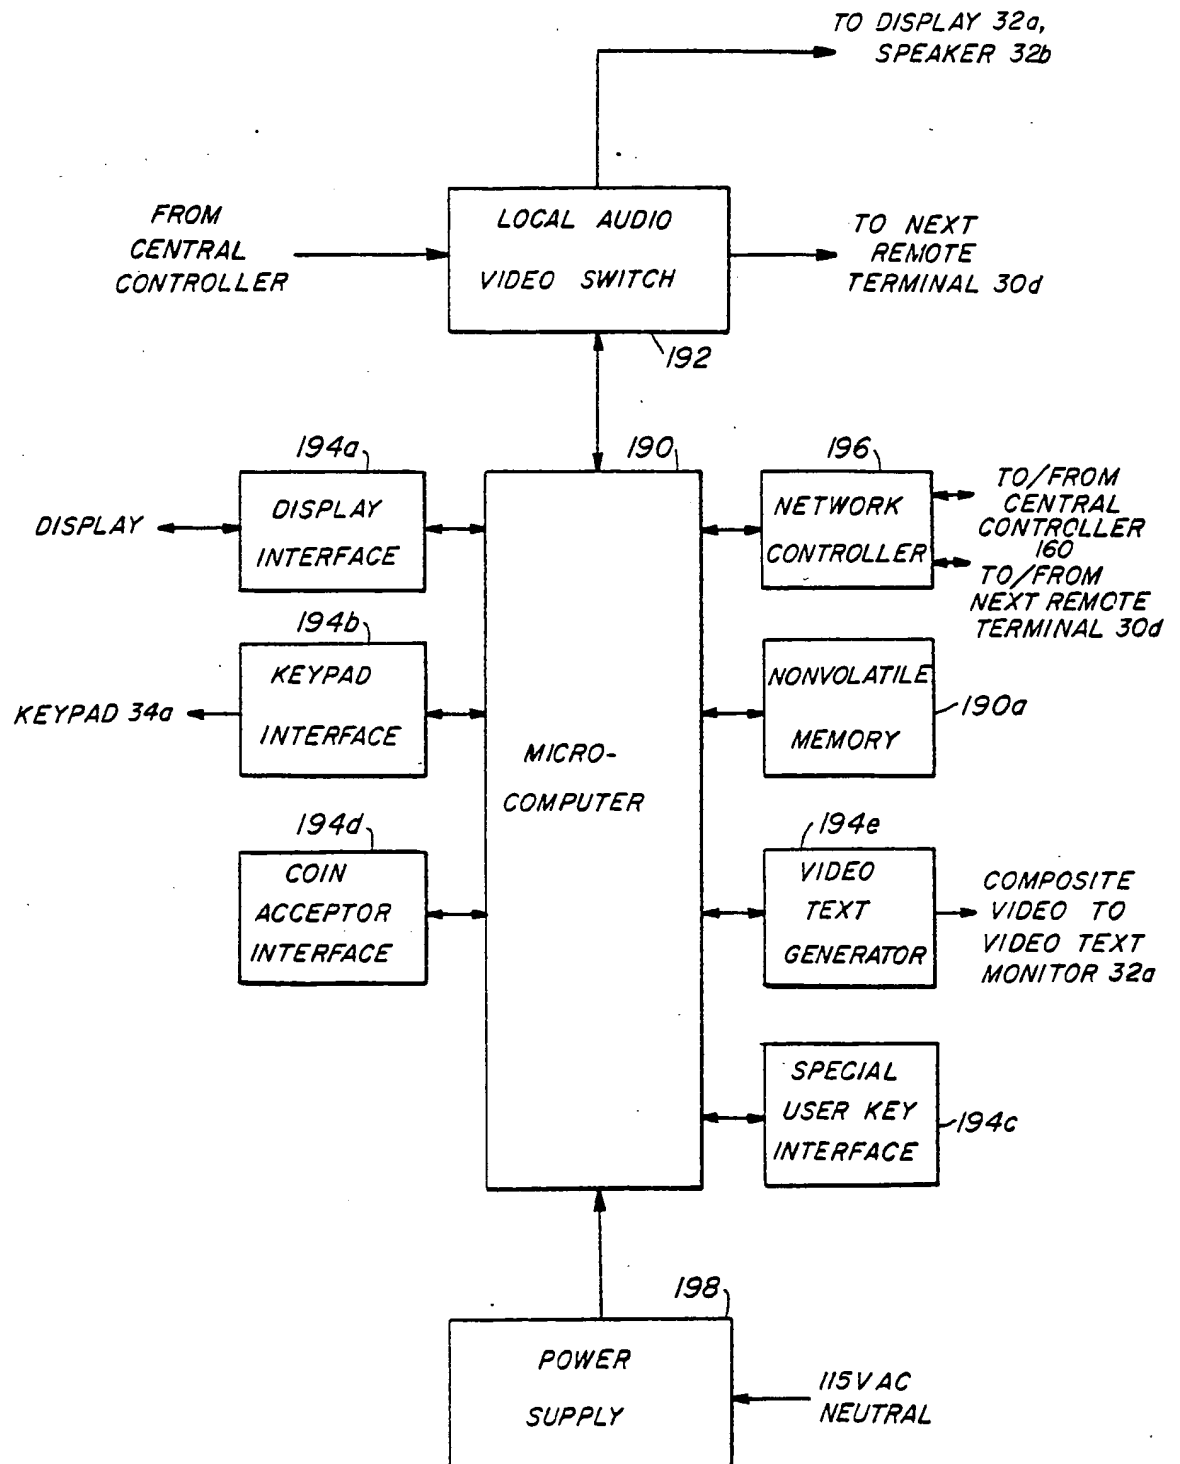 TO DISPLAY 32a,
SPEAKER 32b
FROM
CENTRAL
CONTROLLER
LOCAL AUDIO
VIDEO SWITCH
TO NEXT
REMOTE
TERMINAL 30d
192
194a
190
196
DISPLAY
DISPLAY
INTERFACE
NETWORK
CONTROLLER
TO/FROM
CENTRAL
CONTROLLER
160
TO/FROM
NEXT REMOTE
TERMINAL 30d
194b
KEYPAD 34a
KEYPAD
INTERFACE
MICRO-
COMPUTER
NONVOLATILE
MEMORY
190a
194d
COIN
ACCEPTOR
INTERFACE
194e
VIDEO
TEXT
GENERATOR
COMPOSITE
VIDEO TO
VIDEO TEXT
MONITOR 32a
SPECIAL
USER KEY
INTERFACE
194c
198
POWER
SUPPLY
115VAC
NEUTRAL